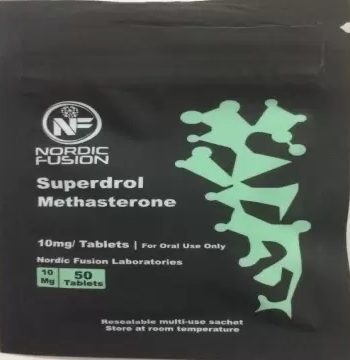 NF
NORDIC
FUSION
Superdrol
Methasterone
10mg/ Tablets | For Oral Use Only
Nordic Fusion Laboratories
10 Mg 50 Tablets
Resealable multi-use sachet
Store at room temperature